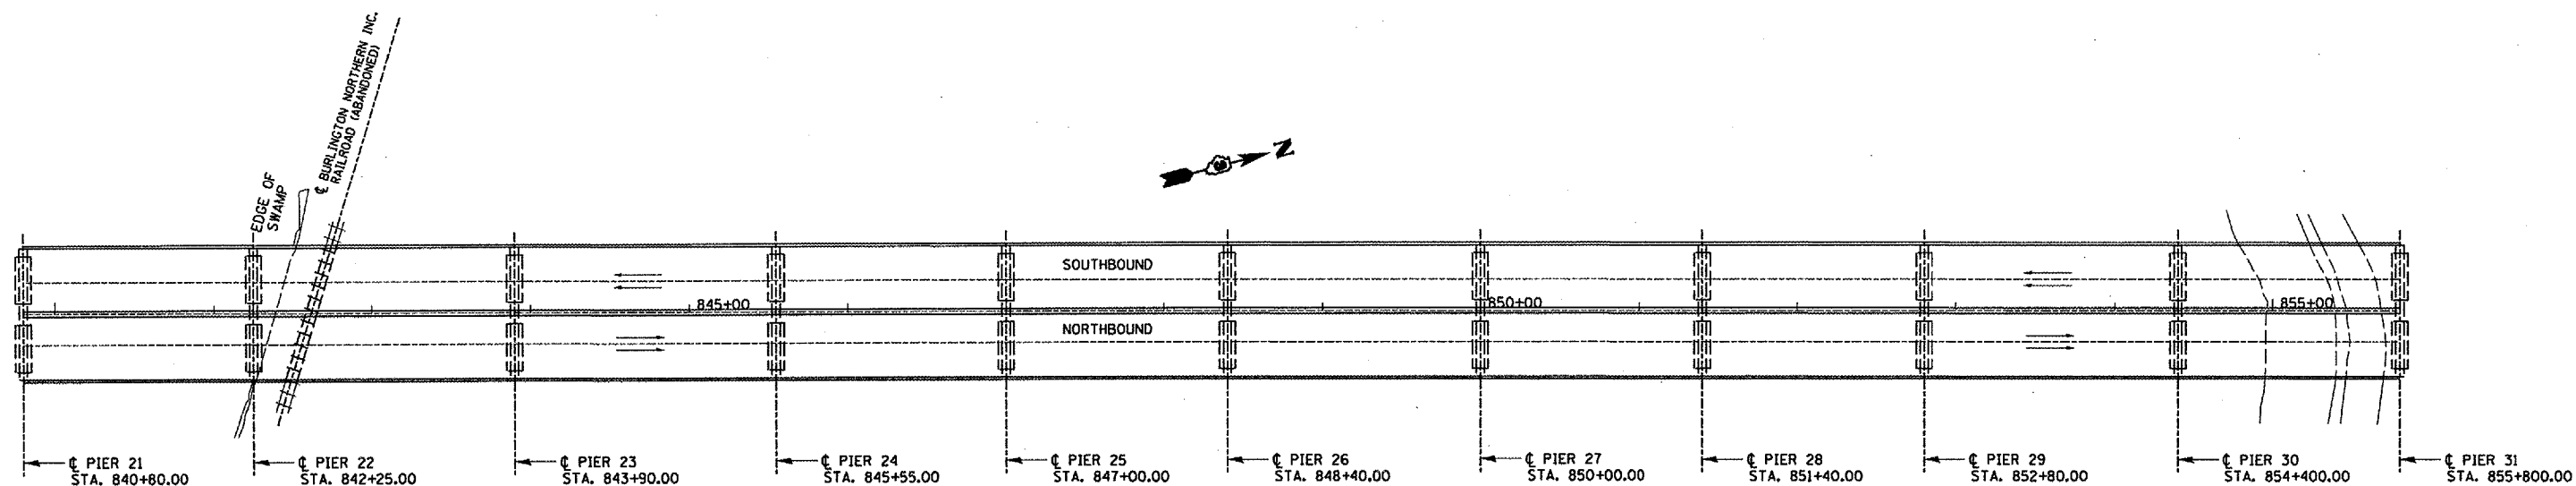 ℄ BURLINGTON NORTHERN INC.
RAILROAD (ABANDONED)
EDGE OF
SWAMP
N
SOUTHBOUND
845+00
850+00
855+00
NORTHBOUND
℄ PIER 21
STA. 840+80.00
℄ PIER 22
STA. 842+25.00
℄ PIER 23
STA. 843+90.00
℄ PIER 24
STA. 845+55.00
℄ PIER 25
STA. 847+00.00
℄ PIER 26
STA. 848+40.00
℄ PIER 27
STA. 850+00.00
℄ PIER 28
STA. 851+40.00
℄ PIER 29
STA. 852+80.00
℄ PIER 30
STA. 854+400.00
℄ PIER 31
STA. 855+800.00